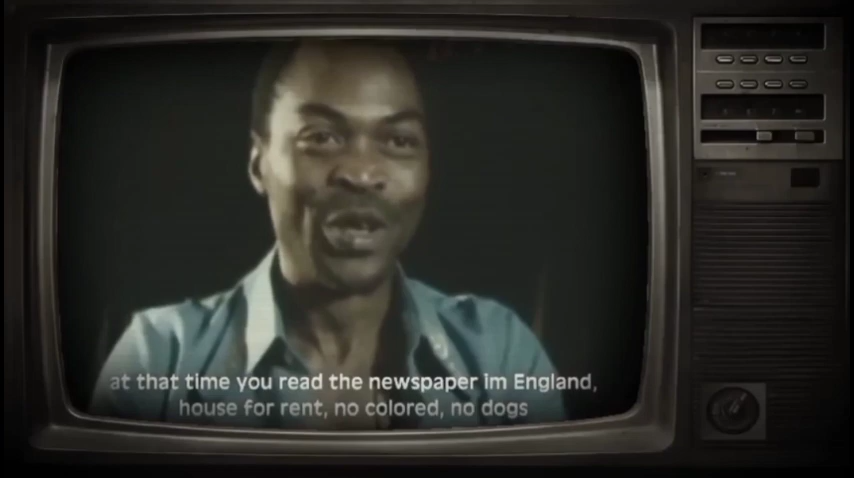 at that time you read the newspaper im England,
house for rent, no colored, no dogs